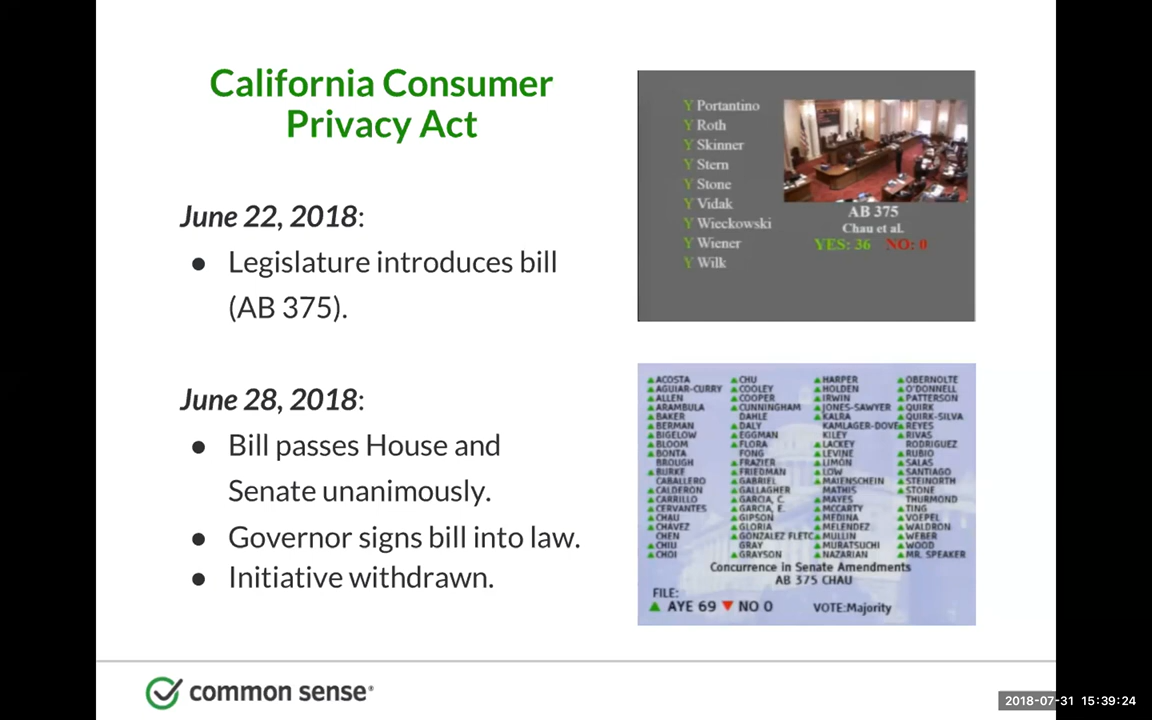 California Consumer
Privacy Act
June 22, 2018:
● Legislature introduces bill
(AB 375).
June 28, 2018:
● Bill passes House and
Senate unanimously.
● Governor signs bill into law.
● Initiative withdrawn.
Y Portantino
Y Roth
Y Skinner
Y Stern
Y Stone
Y Vidak
Y Wieckowski
Y Wiener
Y Wilk
AB 375
Chau et al.
YES: 36 NO: 0
▲ACOSTA ▲CHU ▲HARPER ▲OBERNOLTE
▲AGUIAR-CURRY ▲COOLEY ▲HOLDEN ▲O'DONNELL
▲ALLEN ▲COOPER ▲IRWIN ▲PATTERSON
▲ARAMBULA ▲CUNNINGHAM ▲JONES-SAWYER ▲QUIRK
▲BAKER DAHLE ▲KALRA ▲QUIRK-SILVA
▲BERMAN ▲DALY KAMLAGER-DOVE ▲REYES
▲BIGELOW ▲EGGMAN KILEY ▲RIVAS
▲BLOOM ▲FLORA ▲LACKEY RODRIGUEZ
▲BONTA FONG ▲LEVINE ▲RUBIO
BROUGH ▲FRAZIER ▲LIMÓN ▲SALAS
▲BURKE ▲FRIEDMAN ▲LOW ▲SANTIAGO
CABALLERO ▲GABRIEL ▲MAIENSCHEIN ▲STEINORTH
▲CALDERON ▲GALLAGHER MATHIS ▲STONE
▲CARRILLO ▲GARCIA, C. ▲MAYES THURMOND
▲CERVANTES ▲GARCIA, E. ▲MCCARTY ▲TING
▲CHAU ▲GIPSON ▲MEDINA ▲VOEPEL
▲CHAVEZ ▲GLORIA ▲MELENDEZ ▲WALDRON
CHEN ▲GONZALEZ FLETC ▲MULLIN ▲WEBER
▲CHIU GRAY ▲MURATSUCHI ▲WOOD
▲CHOI ▲GRAYSON ▲NAZARIAN ▲MR. SPEAKER
Concurrence in Senate Amendments
AB 375 CHAU
FILE:
▲ AYE 69 ▼ NO 0 VOTE:Majority
common sense®
2018-07-31 15:39:24